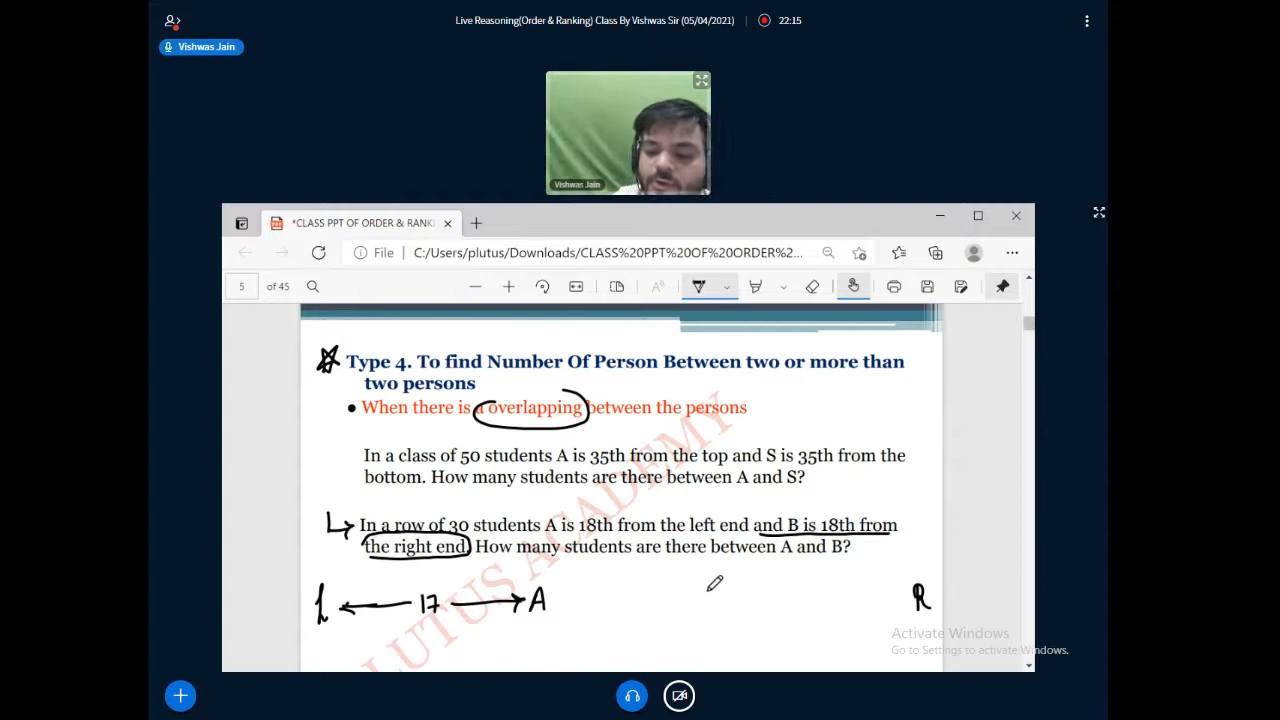 Live Reasoning(Order & Ranking) Class By Vishwas Sir (05/04/2021)
22:15
Vishwas Jain
Vishwas Jain
*CLASS PPT OF ORDER & RANKI
File
C:/Users/plutus/Downloads/CLASS%20PPT%20OF%20ORDER%2...
5 of 45
Type 4. To find Number Of Person Between two or more than
two persons
• When there is a overlapping between the persons
In a class of 50 students A is 35th from the top and S is 35th from the
bottom. How many students are there between A and S?
In a row of 30 students A is 18th from the left end and B is 18th from
the right end. How many students are there between A and B?
L 17 A R
LUTUS ACADEMY
Activate Windows
Go to Settings to activate Windows.